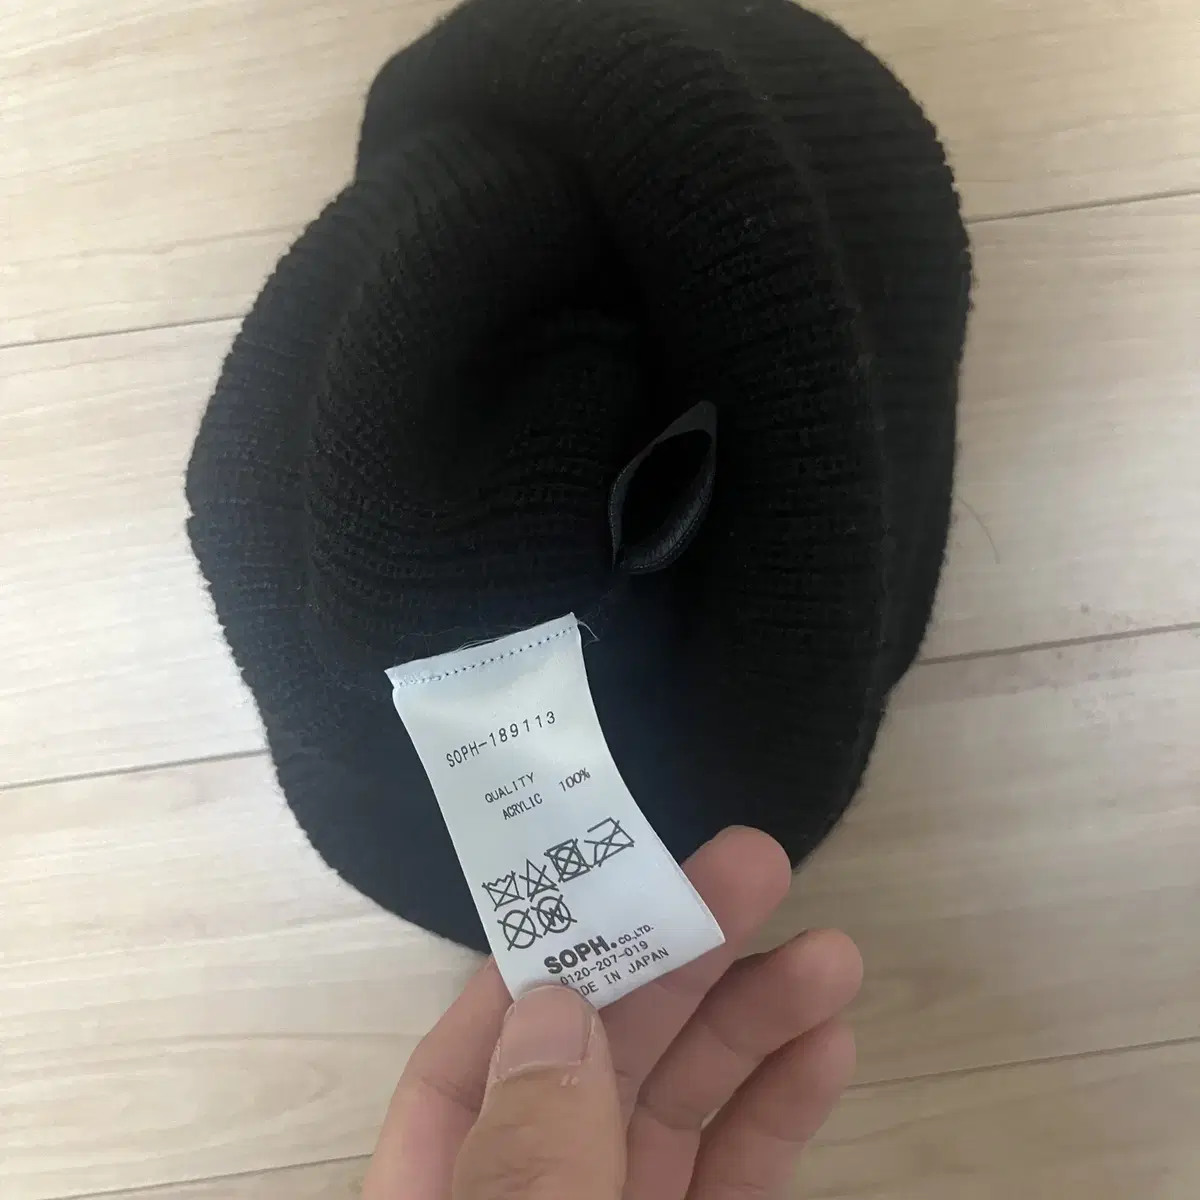 SOPH-189113
QUALITY
ACRYLIC 100%
SOPH.CO.,LTD.
0120-207-019
DE IN JAPAN